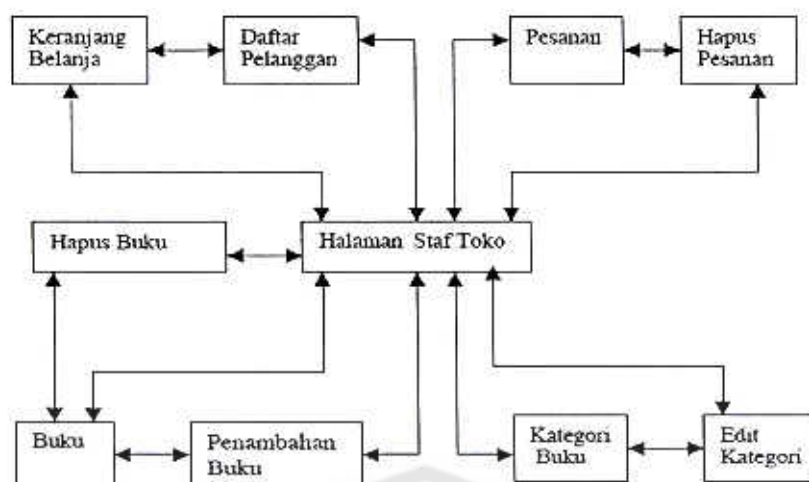 Keranjang
Belanja
Daftar
Pelanggan
Pesanan
Hapus
Pesanan
Hapus Buku
Halaman Staf Toko
Buku
Penambahan
Buku
Kategori
Buku
Edit
Kategori